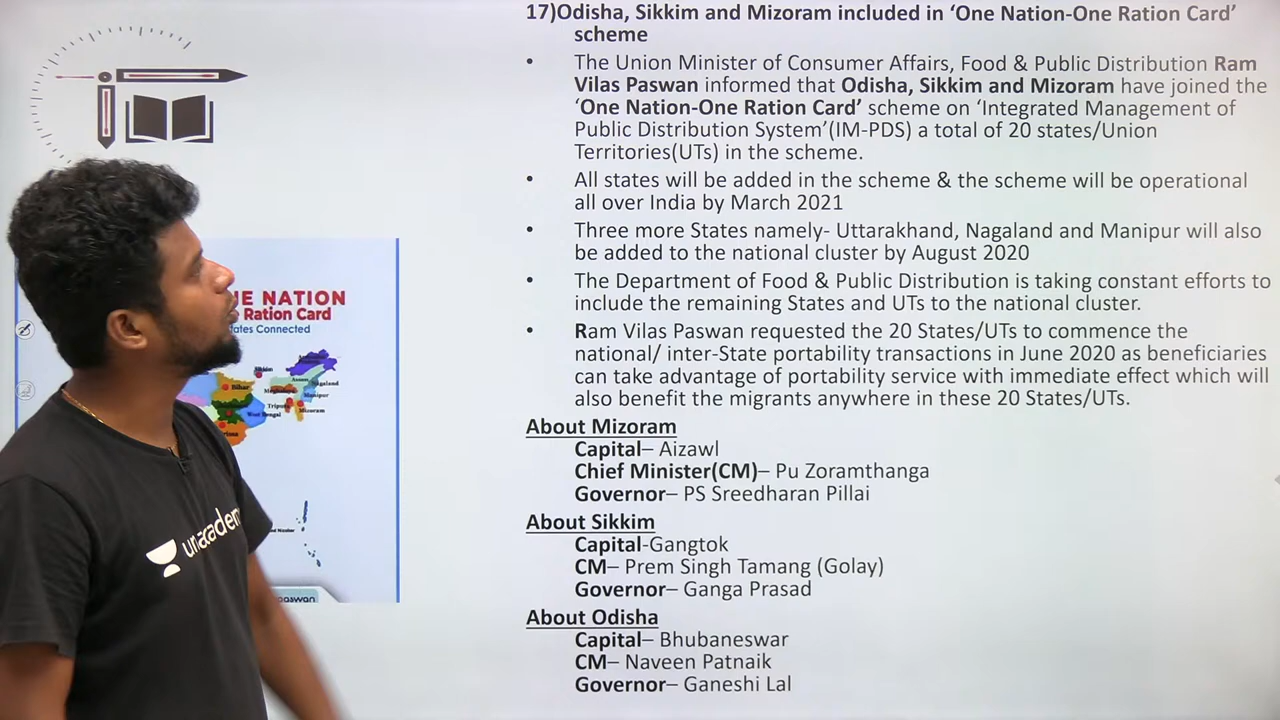 17)Odisha, Sikkim and Mizoram included in ‘One Nation-One Ration Card’
scheme
• The Union Minister of Consumer Affairs, Food & Public Distribution Ram
Vilas Paswan informed that Odisha, Sikkim and Mizoram have joined the
‘One Nation-One Ration Card’ scheme on ‘Integrated Management of
Public Distribution System’(IM-PDS) a total of 20 states/Union
Territories(UTs) in the scheme.
• All states will be added in the scheme & the scheme will be operational
all over India by March 2021
• Three more States namely- Uttarakhand, Nagaland and Manipur will also
be added to the national cluster by August 2020
• The Department of Food & Public Distribution is taking constant efforts to
include the remaining States and UTs to the national cluster.
• Ram Vilas Paswan requested the 20 States/UTs to commence the
national/ inter-State portability transactions in June 2020 as beneficiaries
can take advantage of portability service with immediate effect which will
also benefit the migrants anywhere in these 20 States/UTs.
About Mizoram
Capital– Aizawl
Chief Minister(CM)– Pu Zoramthanga
Governor– PS Sreedharan Pillai
About Sikkim
Capital-Gangtok
CM– Prem Singh Tamang (Golay)
Governor– Ganga Prasad
About Odisha
Capital– Bhubaneswar
CM– Naveen Patnaik
Governor– Ganeshi Lal
NE NATION
Ration Card
Connected
Sikkim
Bihar
Assam
Nagaland
Manipur
Tripura
Mizoram
West Bengal
unacadem